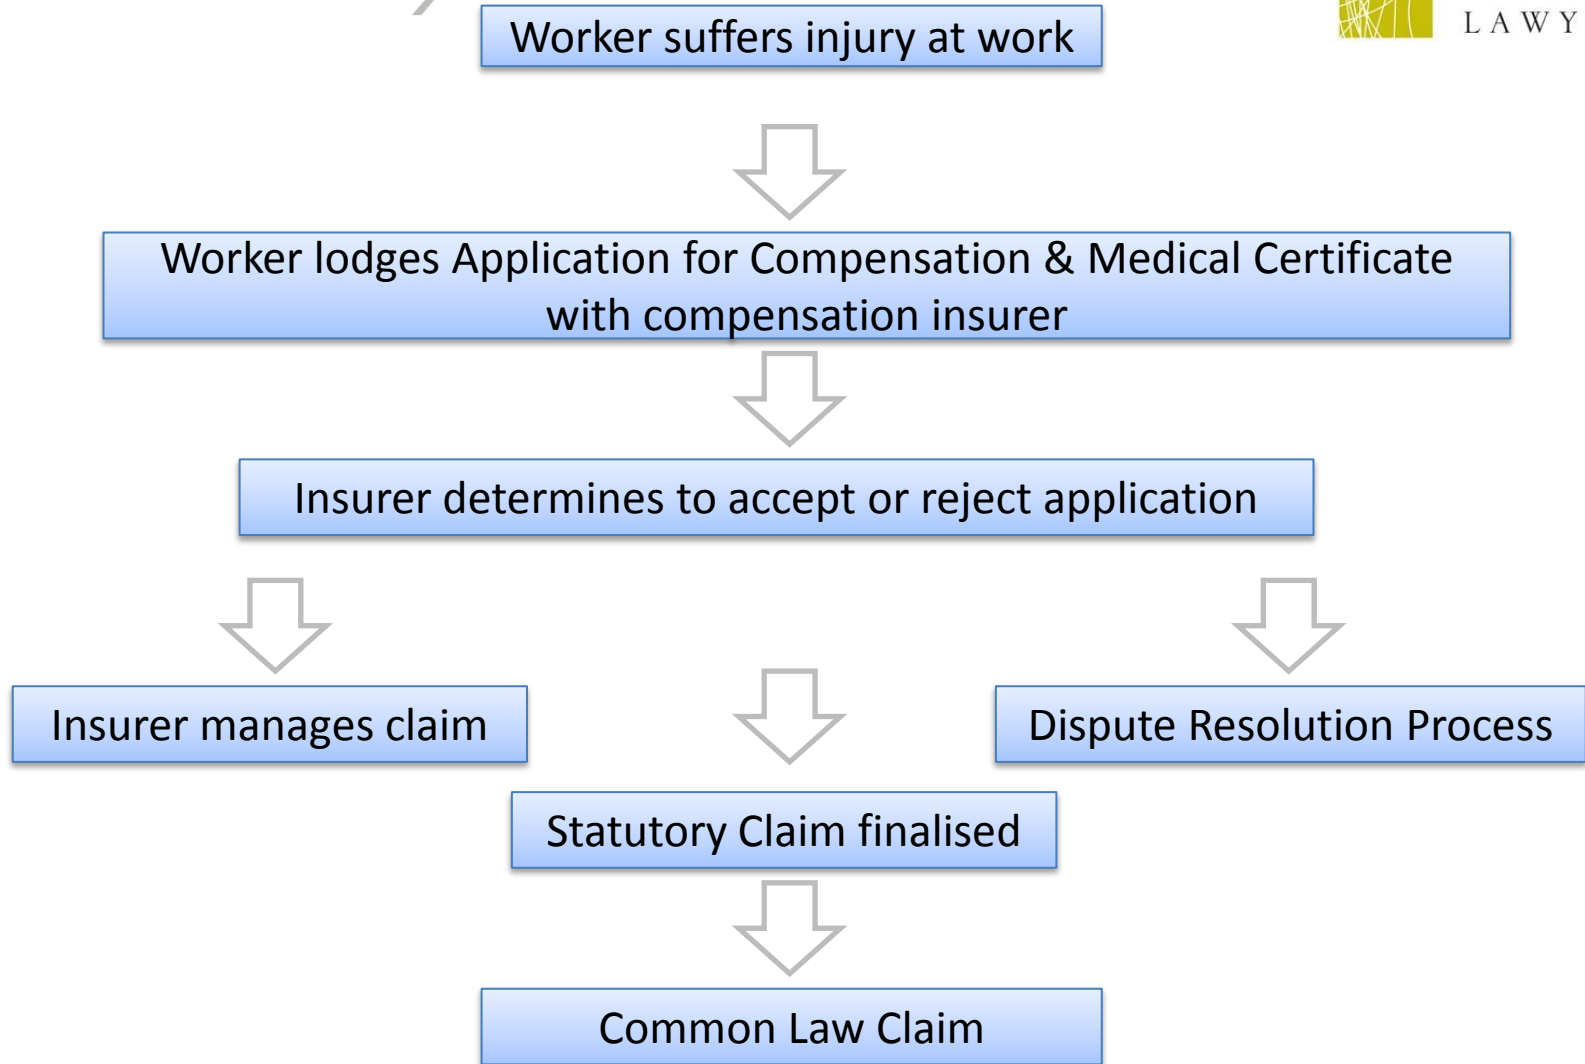 LAWY
Worker suffers injury at work
Worker lodges Application for Compensation & Medical Certificate
with compensation insurer
Insurer determines to accept or reject application
Insurer manages claim
Dispute Resolution Process
Statutory Claim finalised
Common Law Claim